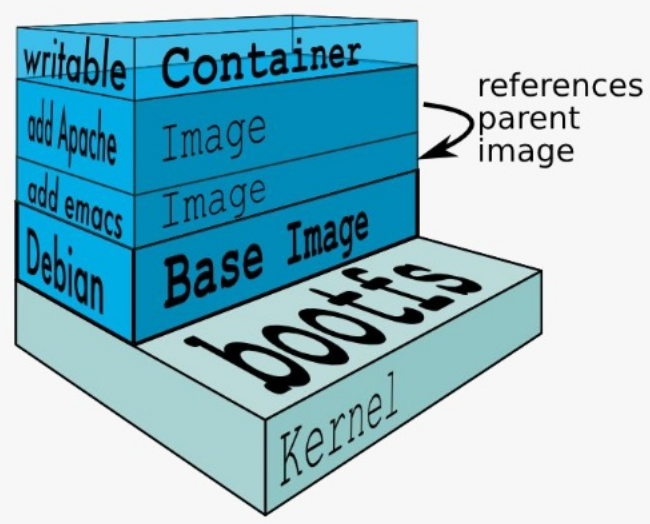 writable Container
references
parent
image
add Apache Image
add emacs Image
Debian Base Image
bootfs
Kernel